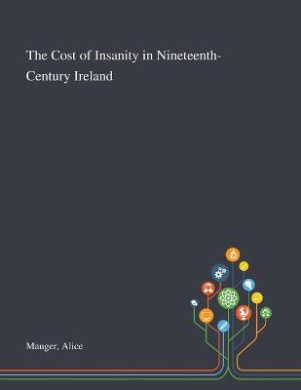 The Cost of Insanity in Nineteenth-
Century Ireland
Mauger, Alice